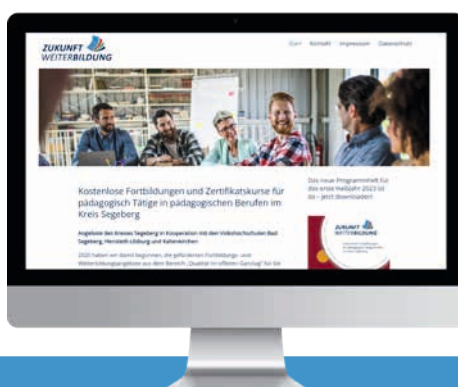 ZUKUNFT
WEITERBILDUNG
Start Kontakt Impressum Datenschutz
Kostenlose Fortbildungen und Zertifikatskurse für
pädagogisch Tätige in pädagogischen Berufen im
Kreis Segeberg
Das neue Programmheft für
das erste Halbjahr 2023 ist
da – jetzt downloaden!
Angebote des Kreises Segeberg in Kooperation mit den Volkshochschulen Bad
Segeberg, Henstedt-Ulzburg und Kaltenkirchen
2020 haben wir damit begonnen, die geförderten Fortbildungs- und
Weiterbildungsangebote aus dem Bereich „Qualität im offenen Ganztag“ für Sie
ZUKUNFT
WEITERBILDUNG